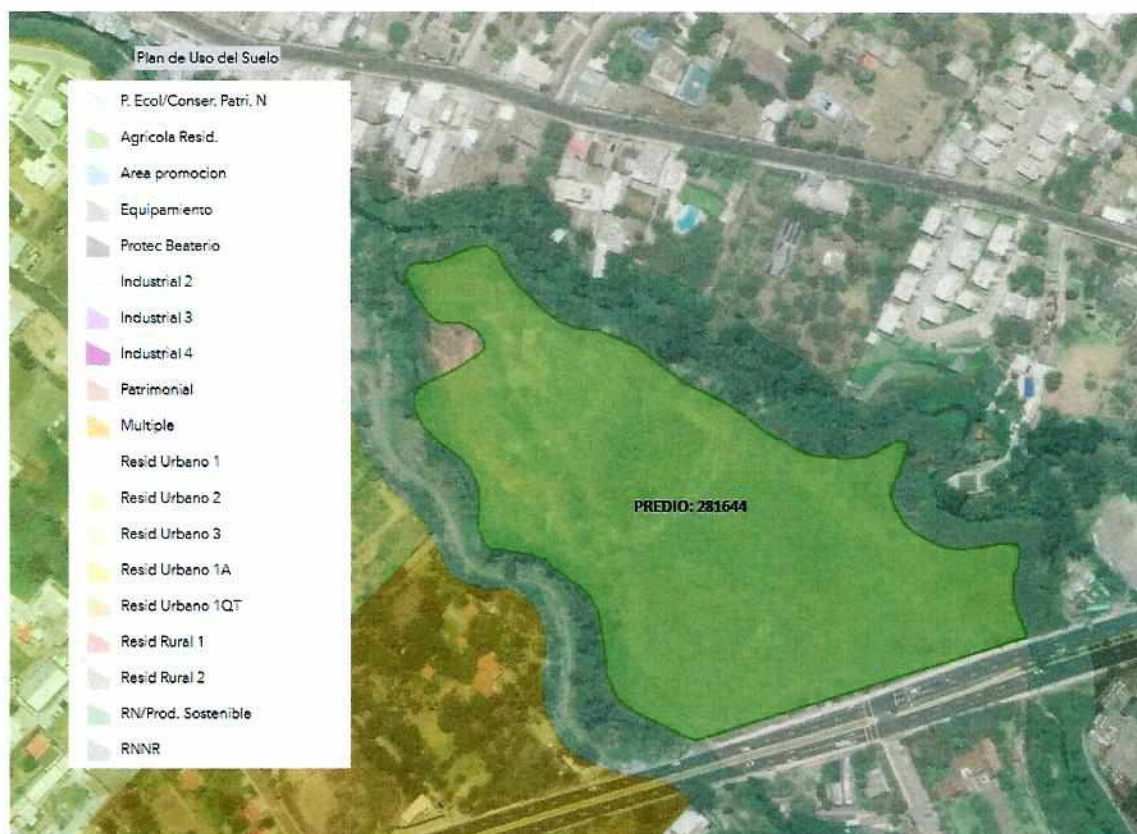 Plan de Uso del Suelo
P. Ecol/Conser. Patri. N
Agricola Resid.
Area promocion
Equipamiento
Protec Beaterio
Industrial 2
Industrial 3
Industrial 4
Patrimonial
Multiple
Resid Urbano 1
Resid Urbano 2
Resid Urbano 3
Resid Urbano 1A
Resid Urbano 1QT
Resid Rural 1
Resid Rural 2
RN/Prod. Sostenible
RNNR
PREDIO: 281644